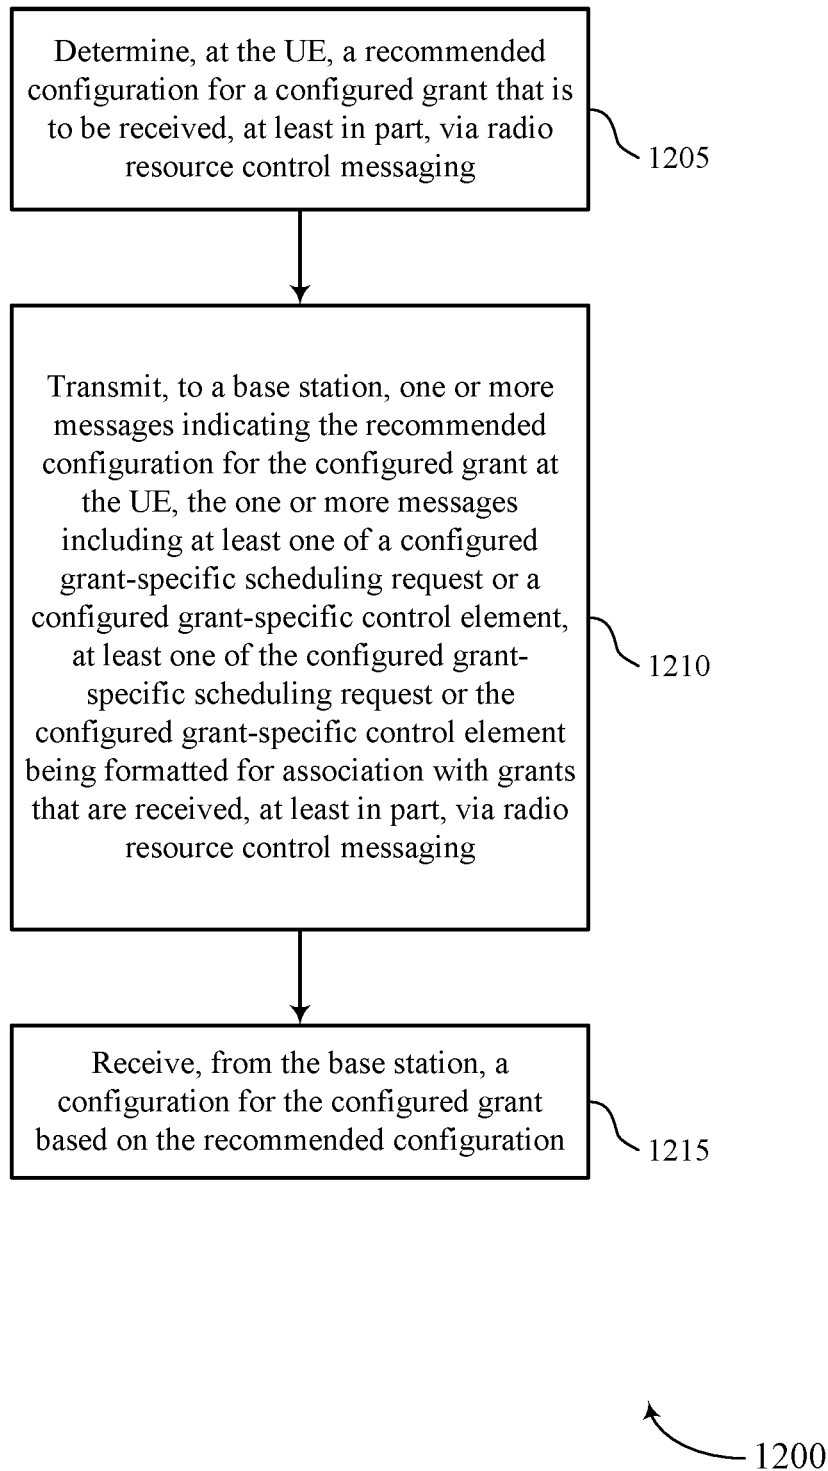 Determine, at the UE, a recommended
configuration for a configured grant that is
to be received, at least in part, via radio
resource control messaging
1205
Transmit, to a base station, one or more
messages indicating the recommended
configuration for the configured grant at
the UE, the one or more messages
including at least one of a configured
grant-specific scheduling request or a
configured grant-specific control element,
at least one of the configured grant-
specific scheduling request or the
configured grant-specific control element
being formatted for association with grants
that are received, at least in part, via radio
resource control messaging
1210
Receive, from the base station, a
configuration for the configured grant
based on the recommended configuration
1215
1200